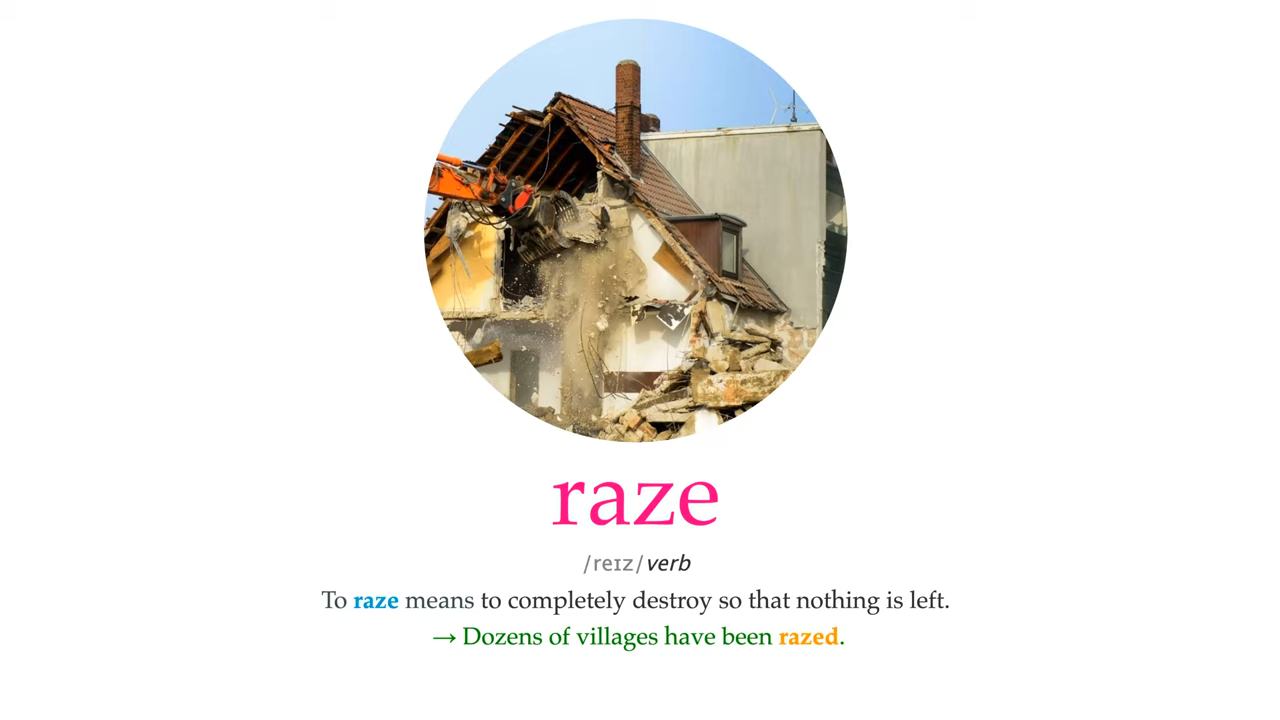 raze
/reɪz/verb
To raze means to completely destroy so that nothing is left.
→ Dozens of villages have been razed.